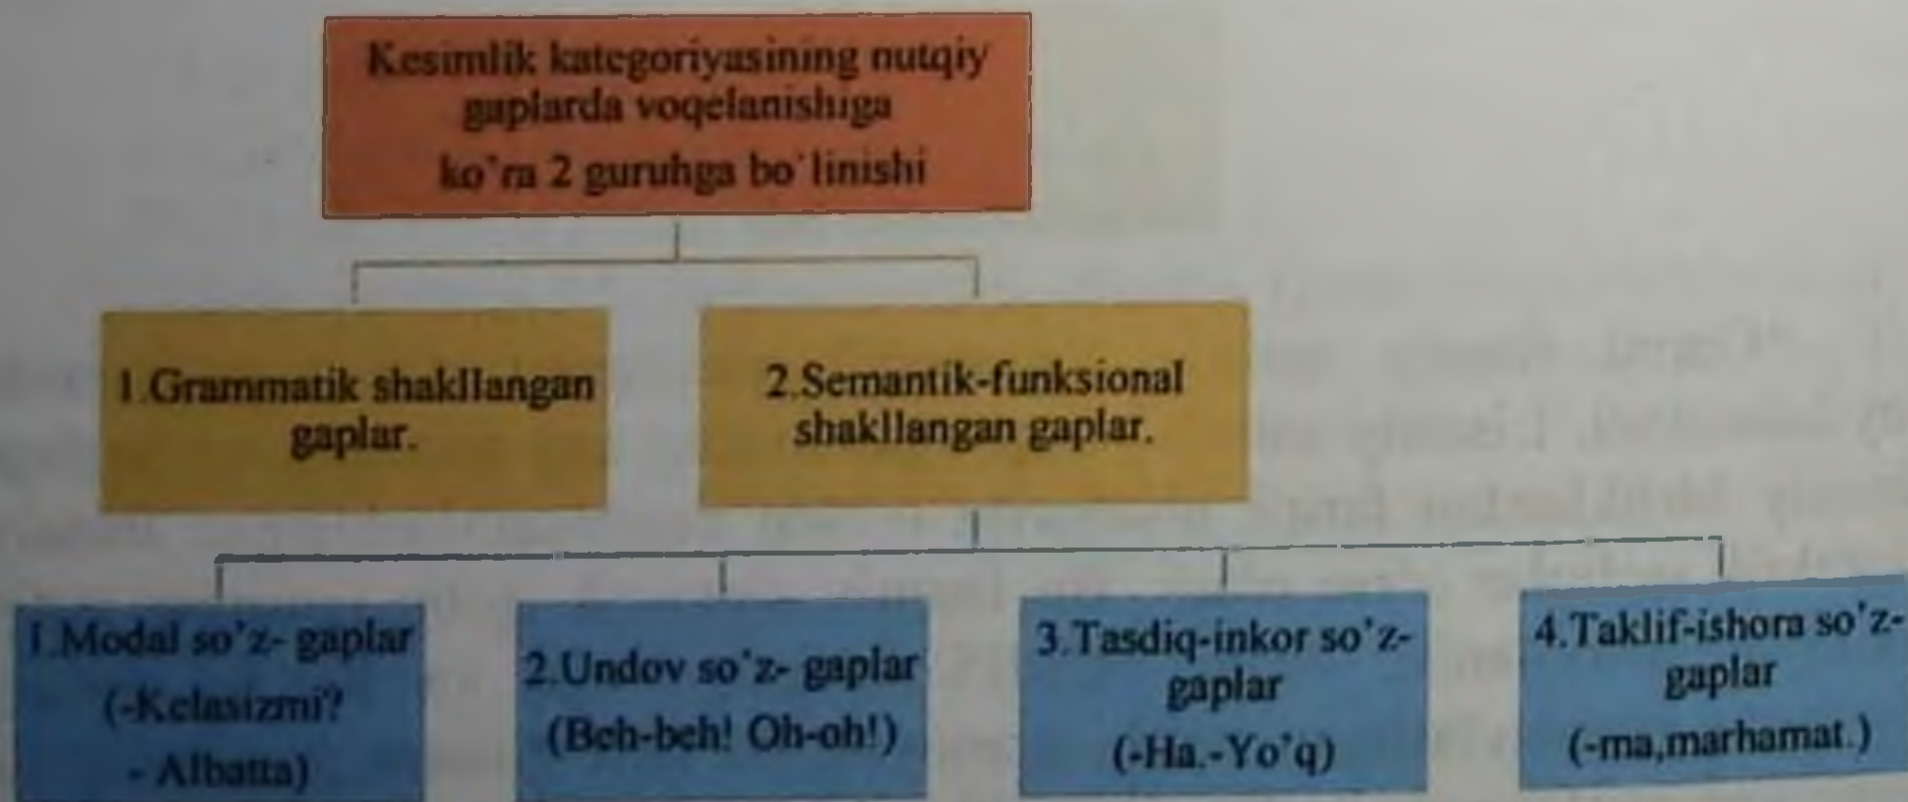 Kesimlik kategoriyasining nutqiy
gaplarda voqelanishiga
ko'ra 2 guruhga bo'linishi
1.Grammatik shakllangan
gaplar.
2.Semantik-funksional
shakllangan gaplar.
1.Modal so'z- gaplar
(-Kelasizmi?
- Albatta)
2.Undov so'z- gaplar
(Beh-beh! Oh-oh!)
3.Tasdiq-inkor so'z-
gaplar
(-Ha.-Yo'q)
4.Taklif-ishora so'z-
gaplar
(-ma,marhamat.)